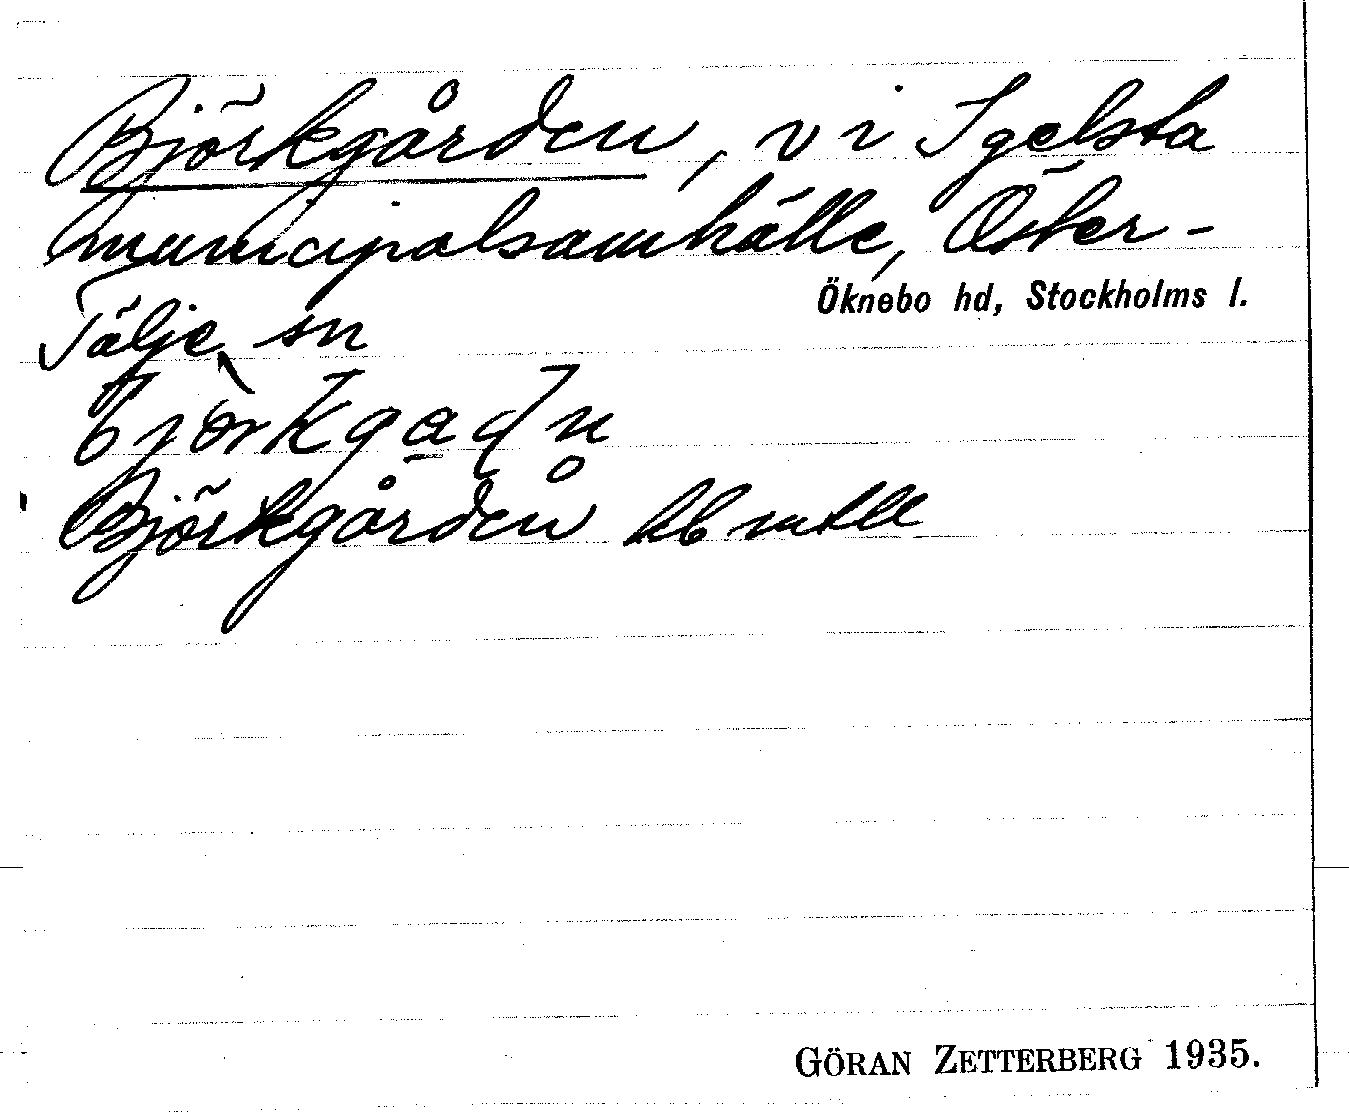 Björkgården, v i Igelsta
municipalsamhälle, Öster-
Öknebo hd, Stockholms l.
Tälje sn
Björkgården
GÖRAN ZETTERBERG 1935.